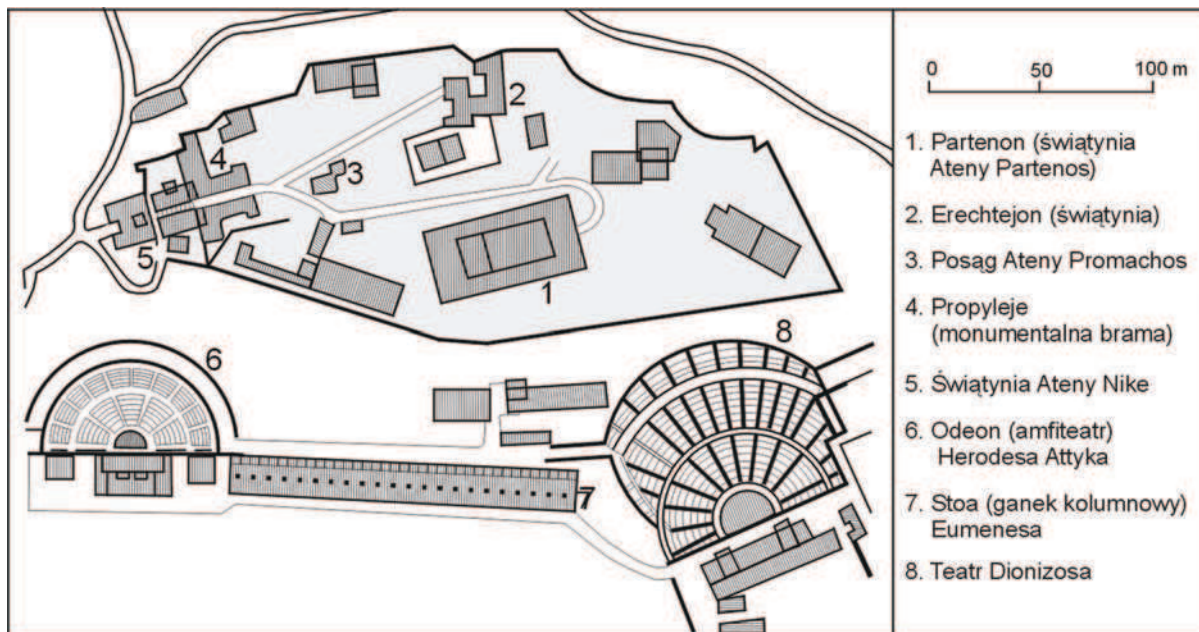 2
4
3
5
1
6
8
7
0 50 100 m
1. Partenon (świątynia
Ateny Partenos)
2. Erechtejon (świątynia)
3. Posąg Ateny Promachos
4. Propyleje
(monumentalna brama)
5. Świątynia Ateny Nike
6. Odeon (amfiteatr)
Herodesa Attyka
7. Stoa (ganek kolumnowy)
Eumenesa
8. Teatr Dionizosa